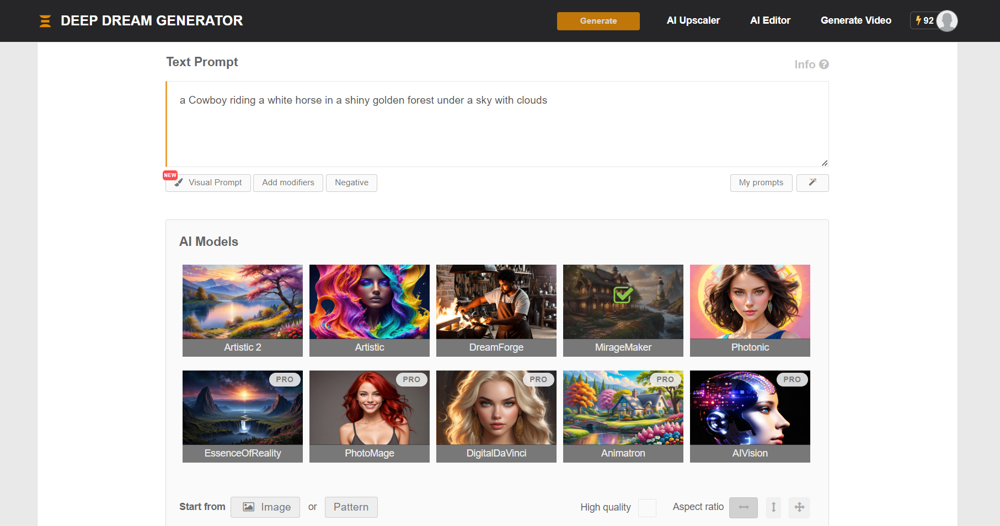 DEEP DREAM GENERATOR
Generate
AI Upscaler
AI Editor
Generate Video
92
Text Prompt
Info
a Cowboy riding a white horse in a shiny golden forest under a sky with clouds
NEW
Visual Prompt
Add modifiers
Negative
My prompts
AI Models
Artistic 2
Artistic
DreamForge
MirageMaker
Photonic
PRO
PRO
PRO
PRO
PRO
EssenceOfReality
PhotoMage
DigitalDaVinci
Animatron
AIVision
Start from
Image
or
Pattern
High quality
Aspect ratio